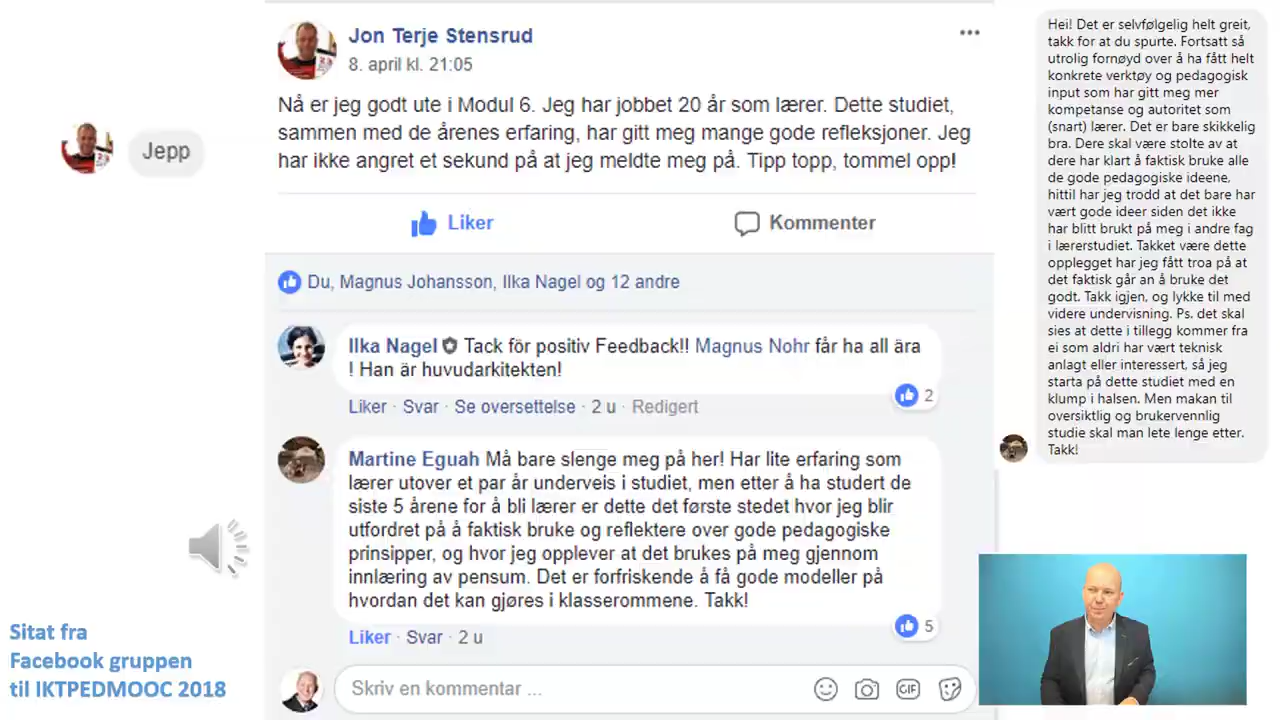 Jepp
Sitat fra
Facebook gruppen
til IKTPEDMOOC 2018
Jon Terje Stensrud
8. april kl. 21:05
Nå er jeg godt ute i Modul 6. Jeg har jobbet 20 år som lærer. Dette studiet,
sammen med de årenes erfaring, har gitt meg mange gode refleksjoner. Jeg
har ikke angret et sekund på at jeg meldte meg på. Tipp topp, tommel opp!
Liker Kommenter
Du, Magnus Johansson, Ilka Nagel og 12 andre
Ilka Nagel Tack för positiv Feedback!! Magnus Nohr får ha all ära
! Han är huvudarkitekten!
Liker · Svar · Se oversettelse · 2 u · Redigert
2
Martine Eguah Må bare slenge meg på her! Har lite erfaring som
lærer utover et par år underveis i studiet, men etter å ha studert de
siste 5 årene for å bli lærer er dette det første stedet hvor jeg blir
utfordret på å faktisk bruke og reflektere over gode pedagogiske
prinsipper, og hvor jeg opplever at det brukes på meg gjennom
innlæring av pensum. Det er forfriskende å få gode modeller på
hvordan det kan gjøres i klasserommene. Takk!
5
Liker · Svar · 2 u
Skriv en kommentar ...
GIF
Hei! Det er selvfølgelig helt greit,
takk for at du spurte. Fortsatt så
utrolig fornøyd over å ha fått helt
konkrete verktøy og pedagogisk
input som har gitt meg mer
kompetanse og autoritet som
(snart) lærer. Det er bare skikkelig
bra. Dere skal være stolte av at
dere har klart å faktisk bruke alle
de gode pedagogiske ideene,
hittil har jeg trodd at det bare har
vært gode ideer siden det ikke
har blitt brukt på meg i andre fag
i lærerstudiet. Takket være dette
opplegget har jeg fått troa på at
det faktisk går an å bruke det
godt. Takk igjen, og lykke til med
videre undervisning. Ps. det skal
sies at dette i tillegg kommer fra
ei som aldri har vært teknisk
anlagt eller interessert, så jeg
starta på dette studiet med en
klump i halsen. Men makan til
oversiktlig og brukervennlig
studie skal man lete lenge etter.
Takk!